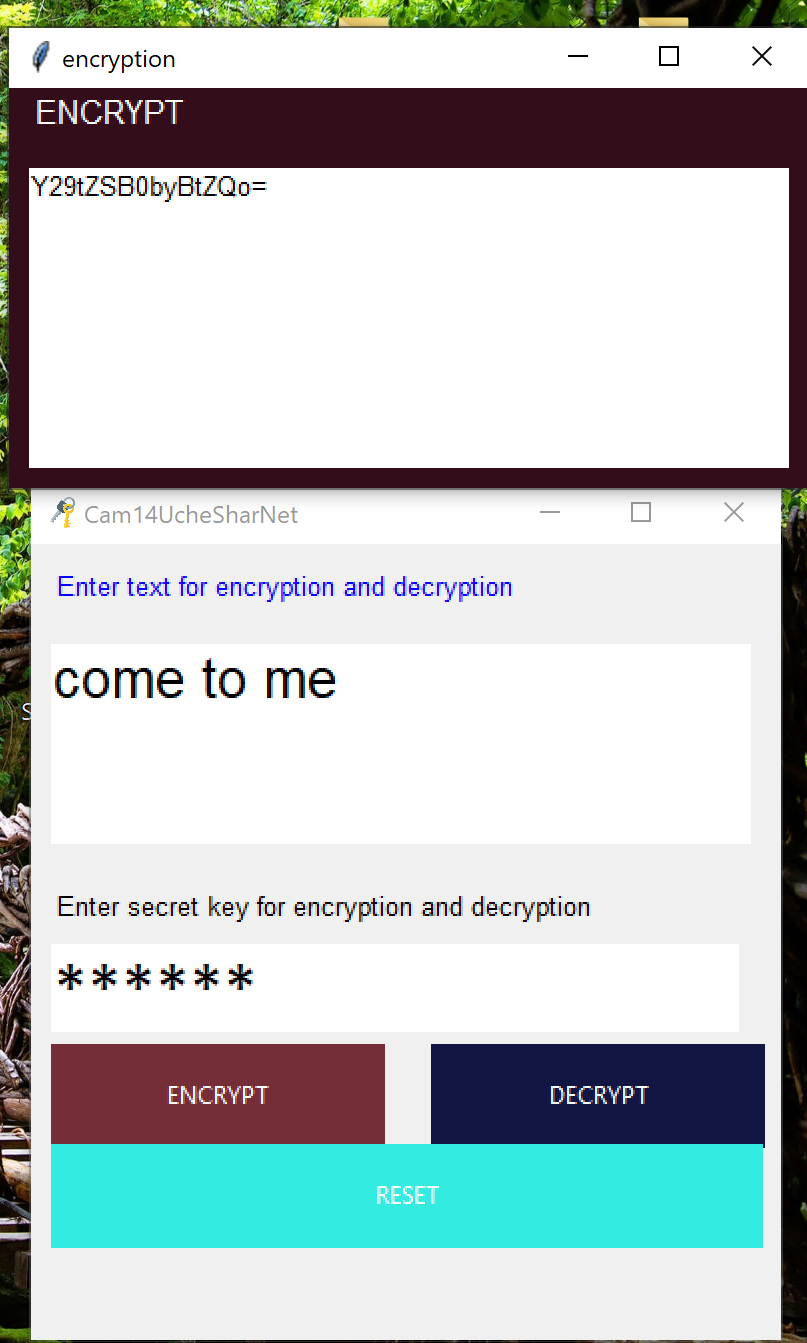 encryption
ENCRYPT
Y29tZSB0byBtZQo=
Cam14UcheSharNet
Enter text for encryption and decryption
come to me
Enter secret key for encryption and decryption
******
ENCRYPT
DECRYPT
RESET